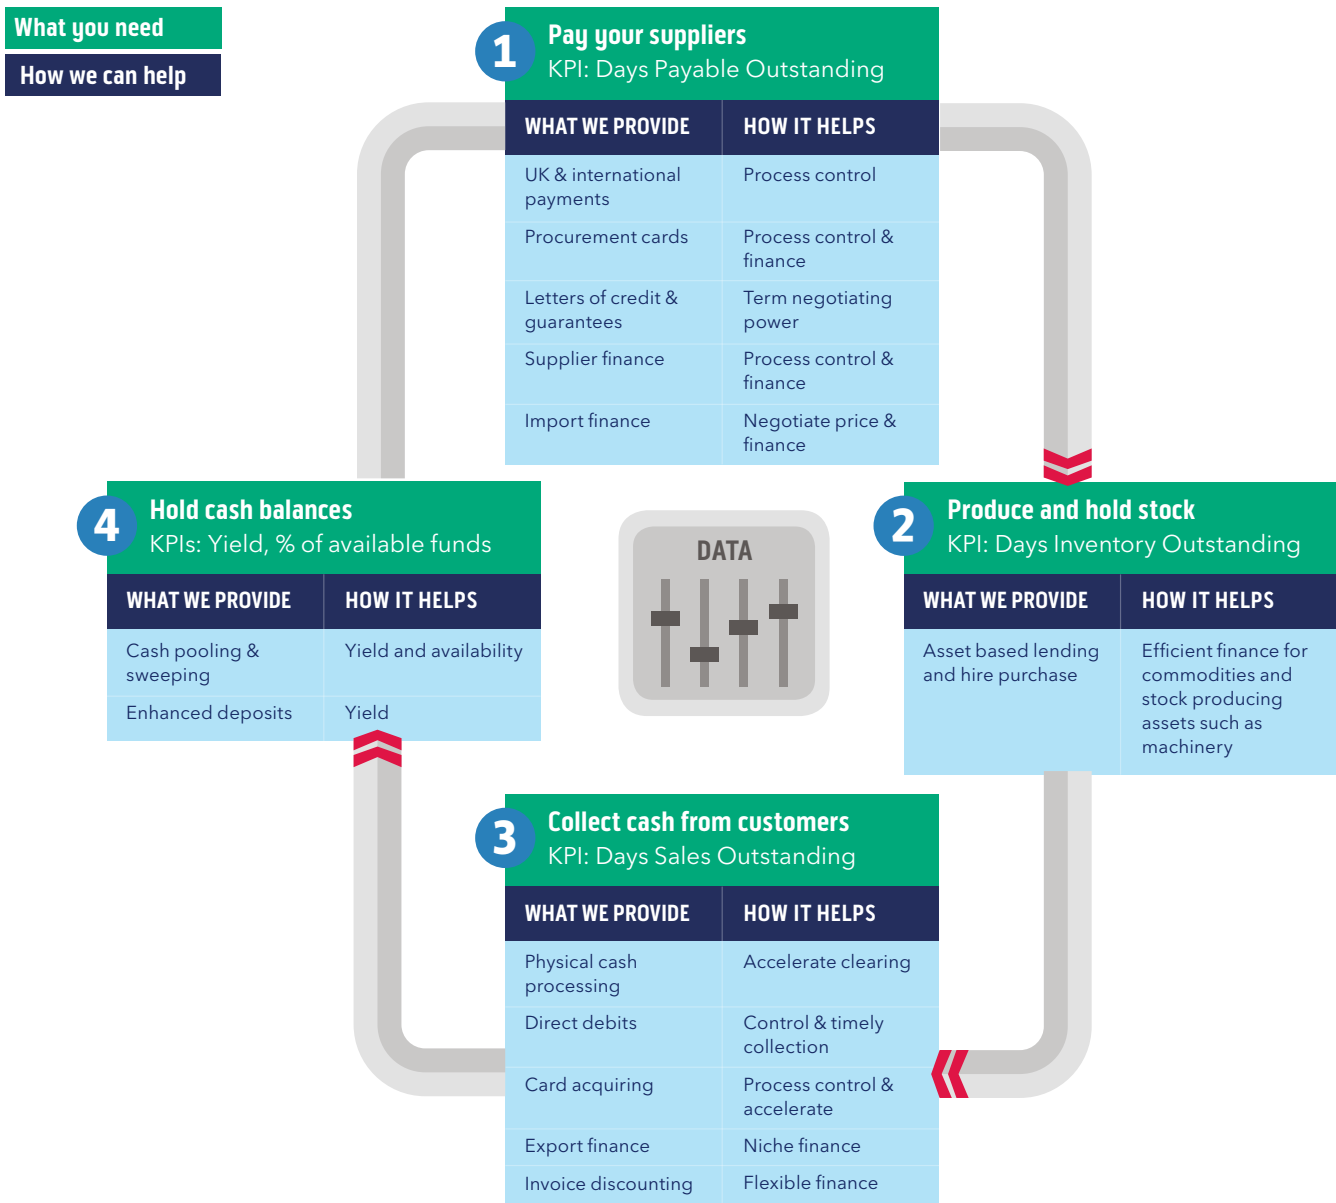 What you need
How we can help
1
Pay your suppliers
KPI: Days Payable Outstanding
WHAT WE PROVIDE
HOW IT HELPS
UK & international
payments
Process control
Procurement cards
Process control &
finance
Letters of credit &
guarantees
Term negotiating
power
Supplier finance
Process control &
finance
Import finance
Negotiate price &
finance
4
Hold cash balances
KPIs: Yield, % of available funds
WHAT WE PROVIDE
HOW IT HELPS
Cash pooling &
sweeping
Yield and availability
Enhanced deposits
Yield
DATA
2
Produce and hold stock
KPI: Days Inventory Outstanding
WHAT WE PROVIDE
HOW IT HELPS
Asset based lending
and hire purchase
Efficient finance for
commodities and
stock producing
assets such as
machinery
3
Collect cash from customers
KPI: Days Sales Outstanding
WHAT WE PROVIDE
HOW IT HELPS
Physical cash
processing
Accelerate clearing
Direct debits
Control & timely
collection
Card acquiring
Process control &
accelerate
Export finance
Niche finance
Invoice discounting
Flexible finance